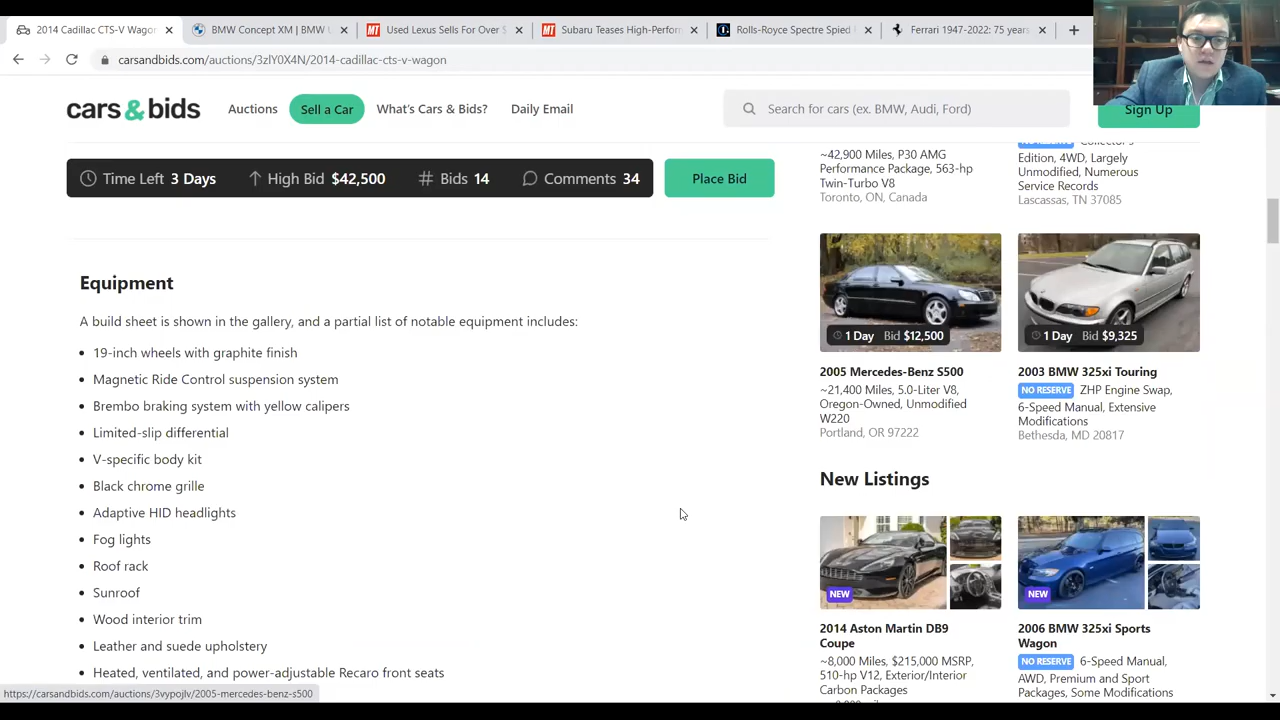 2014 Cadillac CTS-V Wagon
BMW Concept XM | BMW U
Used Lexus Sells For Over $
Subaru Teases High-Perfor
Rolls-Royce Spectre Spied
Ferrari 1947-2022: 75 years
carsandbids.com/auctions/3zlY0X4N/2014-cadillac-cts-v-wagon
cars & bids
Auctions
Sell a Car
What's Cars & Bids?
Daily Email
Search for cars (ex. BMW, Audi, Ford)
Sign Up
Time Left 3 Days
High Bid $42,500
# Bids 14
Comments 34
Place Bid
Equipment
A build sheet is shown in the gallery, and a partial list of notable equipment includes:
• 19-inch wheels with graphite finish
• Magnetic Ride Control suspension system
• Brembo braking system with yellow calipers
• Limited-slip differential
• V-specific body kit
• Black chrome grille
• Adaptive HID headlights
• Fog lights
• Roof rack
• Sunroof
• Wood interior trim
• Leather and suede upholstery
• Heated, ventilated, and power-adjustable Recaro front seats
https://carsandbids.com/auctions/3vypojlv/2005-mercedes-benz-s500
~42,900 Miles, P30 AMG
Performance Package, 563-hp
Twin-Turbo V8
Toronto, ON, Canada
Collector's
Edition, 4WD, Largely
Unmodified, Numerous
Service Records
Lascassas, TN 37085
1 Day Bid $12,500
2005 Mercedes-Benz S500
~21,400 Miles, 5.0-Liter V8,
Oregon-Owned, Unmodified
W220
Portland, OR 97222
1 Day Bid $9,325
2003 BMW 325xi Touring
NO RESERVE ZHP Engine Swap,
6-Speed Manual, Extensive
Modifications
Bethesda, MD 20817
New Listings
NEW
2014 Aston Martin DB9
Coupe
~8,000 Miles, $215,000 MSRP,
510-hp V12, Exterior/Interior
Carbon Packages
NEW
2006 BMW 325xi Sports
Wagon
NO RESERVE 6-Speed Manual,
AWD, Premium and Sport
Packages, Some Modifications